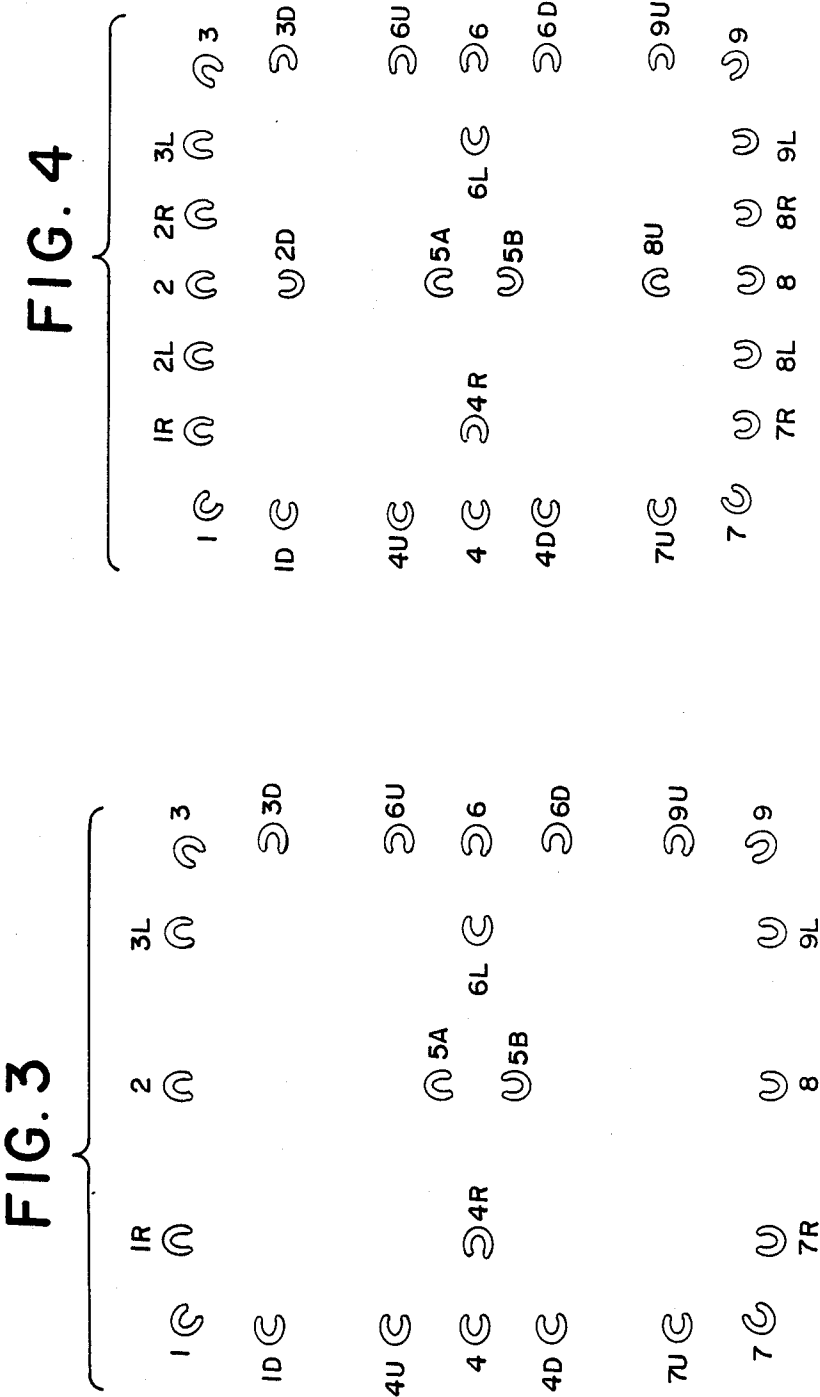 FIG. 4
1 1R 2L 2 2R 3L 3
1D 2D 3D
4U 5A 6U
4 4R 6L 6
4D 5B 6D
7U 8U 9U
7 9
7R 8L 8 8R 9L
FIG. 3
1 1R 2 3L 3
1D 3D
4U 5A 6U
4 4R 6L 6
4D 5B 6D
7U 9U
7 9
7R 8 9L